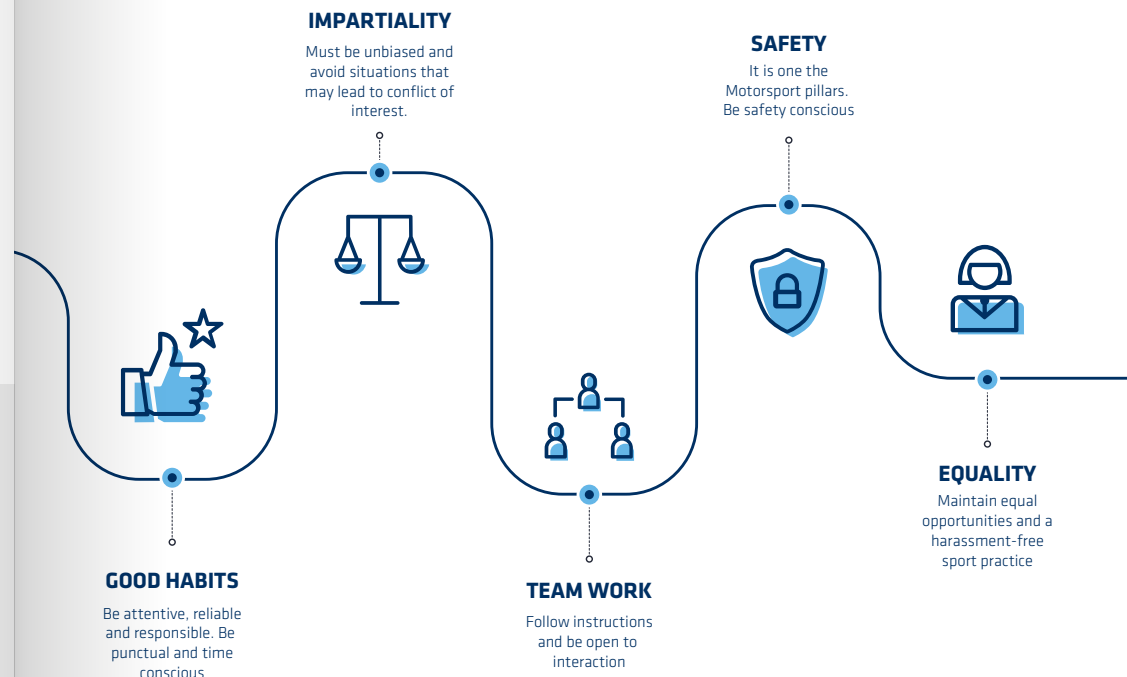 IMPARTIALITY
Must be unbiased and
avoid situations that
may lead to conflict of
interest.
SAFETY
It is one the
Motorsport pillars.
Be safety conscious
EQUALITY
Maintain equal
opportunities and a
harassment-free
sport practice
GOOD HABITS
Be attentive, reliable
and responsible. Be
punctual and time
conscious
TEAM WORK
Follow instructions
and be open to
interaction